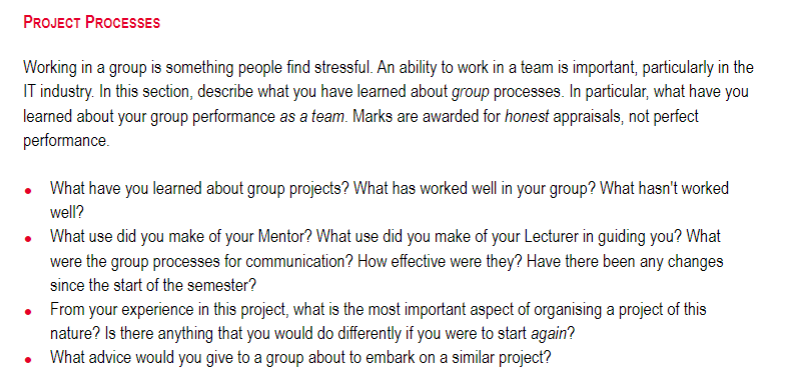 PROJECT PROCESSES
Working in a group is something people find stressful. An ability to work in a team is important, particularly in the
IT industry. In this section, describe what you have learned about group processes. In particular, what have you
learned about your group performance as a team. Marks are awarded for honest appraisals, not perfect
performance.
• What have you learned about group projects? What has worked well in your group? What hasn't worked
well?
• What use did you make of your Mentor? What use did you make of your Lecturer in guiding you? What
were the group processes for communication? How effective were they? Have there been any changes
since the start of the semester?
• From your experience in this project, what is the most important aspect of organising a project of this
nature? Is there anything that you would do differently if you were to start again?
• What advice would you give to a group about to embark on a similar project?